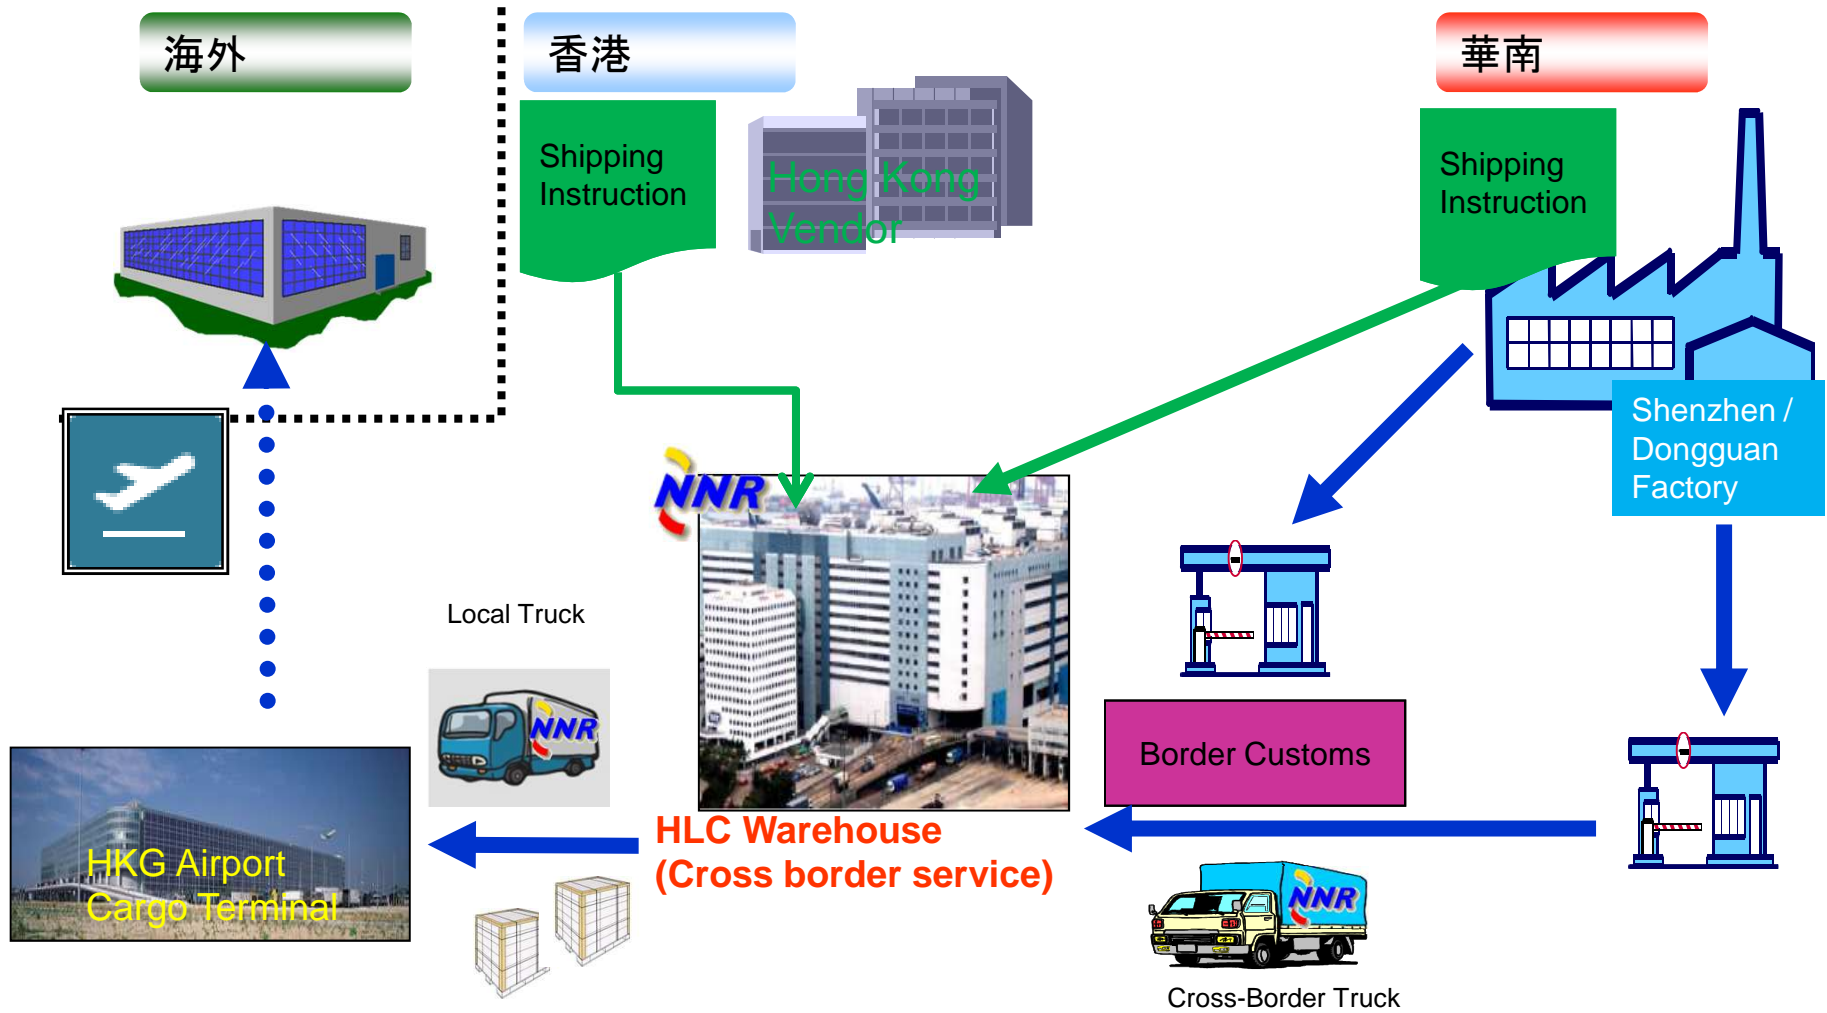 海外
香港
華南
Shipping
Instruction
Hong Kong
Vendor
Shipping
Instruction
Shenzhen /
Dongguan
Factory
NNR
Local Truck
NNR
Border Customs
HLC Warehouse
(Cross border service)
HKG Airport
Cargo Terminal
NNR
Cross-Border Truck